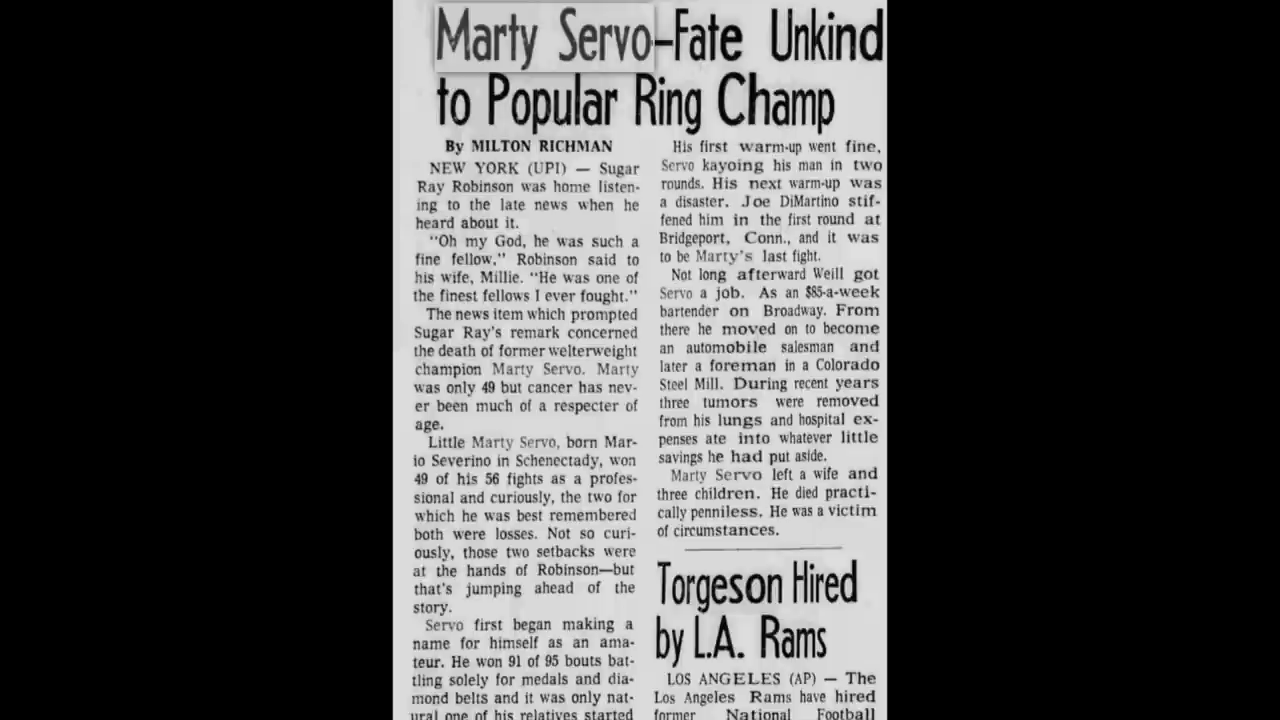 Marty Servo–Fate Unkind
to Popular Ring Champ
By MILTON RICHMAN
NEW YORK (UPI) — Sugar
Ray Robinson was home listen-
ing to the late news when he
heard about it.
"Oh my God, he was such a
fine fellow," Robinson said to
his wife, Millie. "He was one of
the finest fellows I ever fought."
The news item which prompted
Sugar Ray's remark concerned
the death of former welterweight
champion Marty Servo. Marty
was only 49 but cancer has nev-
er been much of a respecter of
age.
Little Marty Servo, born Mar-
io Severino in Schenectady, won
49 of his 56 fights as a profes-
sional and curiously, the two for
which he was best remembered
both were losses. Not so curi-
ously, those two setbacks were
at the hands of Robinson—but
that's jumping ahead of the
story.
Servo first began making a
name for himself as an ama-
teur. He won 91 of 95 bouts bat-
tling solely for medals and dia-
mond belts and it was only nat-
ural one of his relatives started
His first warm-up went fine,
Servo kayoing his man in two
rounds. His next warm-up was
a disaster. Joe DiMartino stif-
fened him in the first round at
Bridgeport, Conn., and it was
to be Marty's last fight.
Not long afterward Weill got
Servo a job. As an $85-a-week
bartender on Broadway. From
there he moved on to become
an automobile salesman and
later a foreman in a Colorado
Steel Mill. During recent years
three tumors were removed
from his lungs and hospital ex-
penses ate into whatever little
savings he had put aside.
Marty Servo left a wife and
three children. He died practi-
cally penniless. He was a victim
of circumstances.
Torgeson Hired
by L.A. Rams
LOS ANGELES (AP) — The
Los Angeles Rams have hired
former National Football